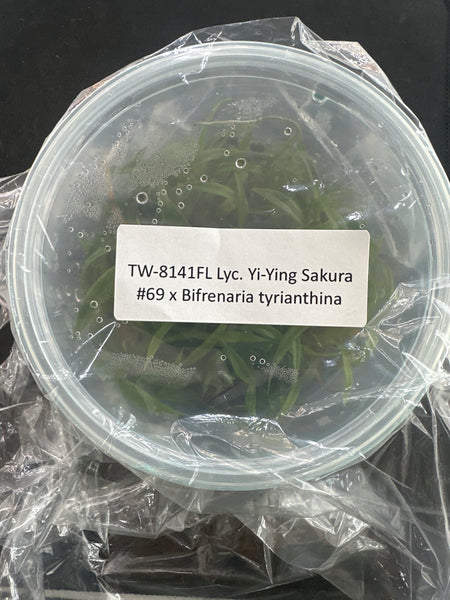 TW-8141FL Lyc. Yi-Ying Sakura
#69 x Bifrenaria tyrianthina